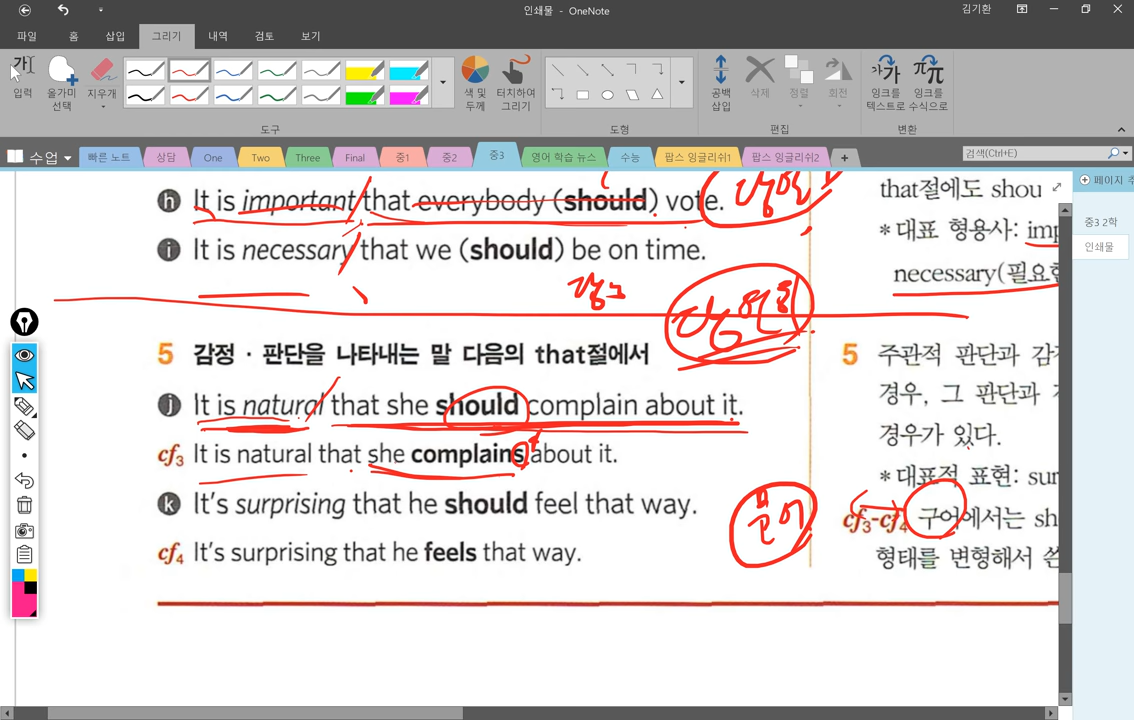 인쇄물 - OneNote
김기환
파일 홈 삽입 그리기 내역 검토 보기
입력
올가미 선택
지우개
색 및 두께
터치하여 그리기
공백 삽입
삭제
정렬
회전
잉크를 텍스트로
잉크를 수식으로
도구
도형
편집
변환
수업
빠른 노트 상담 One Two Three Final 중1 중2 중3 영어 학습 뉴스 수능 팝스 잉글리쉬1 팝스 잉글리쉬2 +
검색(Ctrl+E)
페이지 추
중3 2학
인쇄물
h It is important that everybody (should) vote.
i It is necessary that we (should) be on time.
5 감정 · 판단을 나타내는 말 다음의 that절에서
j It is natural that she should complain about it.
cf3 It is natural that she complains about it.
k It's surprising that he should feel that way.
cf4 It's surprising that he feels that way.
문어
that절에도 shou
* 대표 형용사: imp
necessary(필요한
5 주관적 판단과 감정
경우, 그 판단과
경우가 있다.
* 대표적 표현: sur
cf3-cf4 구어에서는 sh
형태를 변형해서 쓴